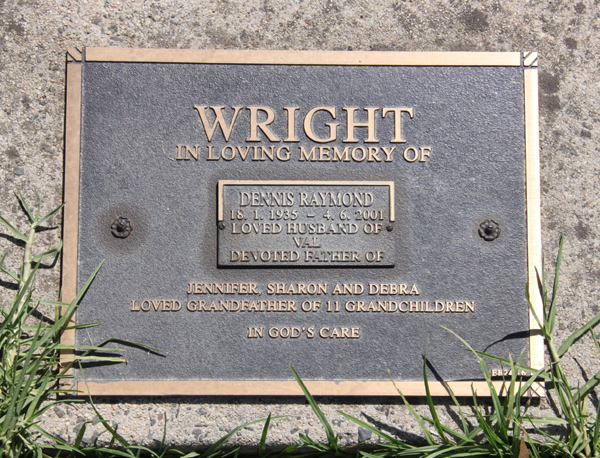 WRIGHT
IN LOVING MEMORY OF
DENNIS RAYMOND
18. 1. 1935 – 4. 6. 2001
LOVED HUSBAND OF
VAL
DEVOTED FATHER OF
JENNIFER, SHARON AND DEBRA
LOVED GRANDFATHER OF 11 GRANDCHILDREN
IN GOD'S CARE